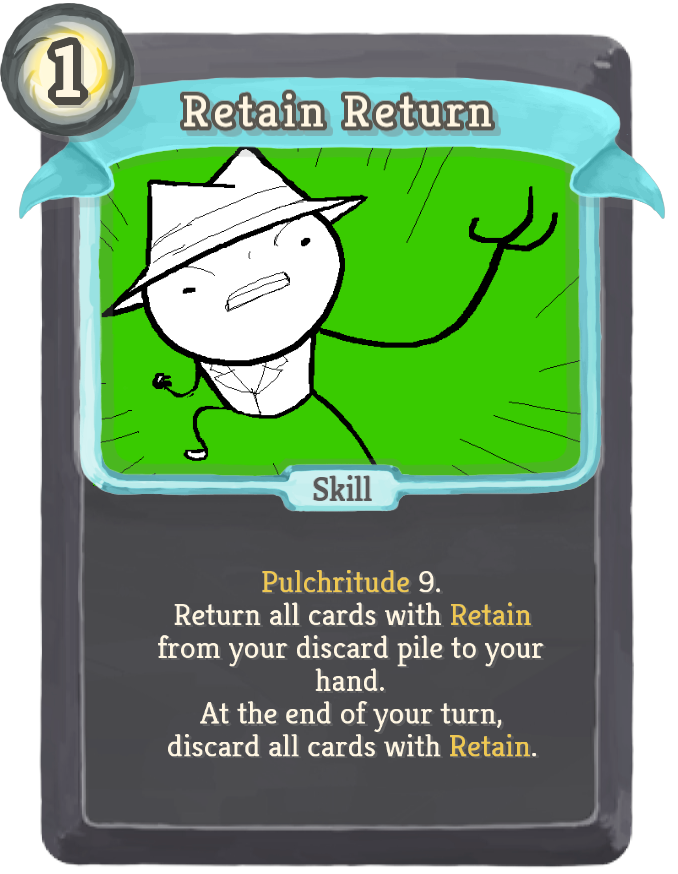 1
Retain Return
Skill
Pulchritude 9.
Return all cards with Retain
from your discard pile to your
hand.
At the end of your turn,
discard all cards with Retain.